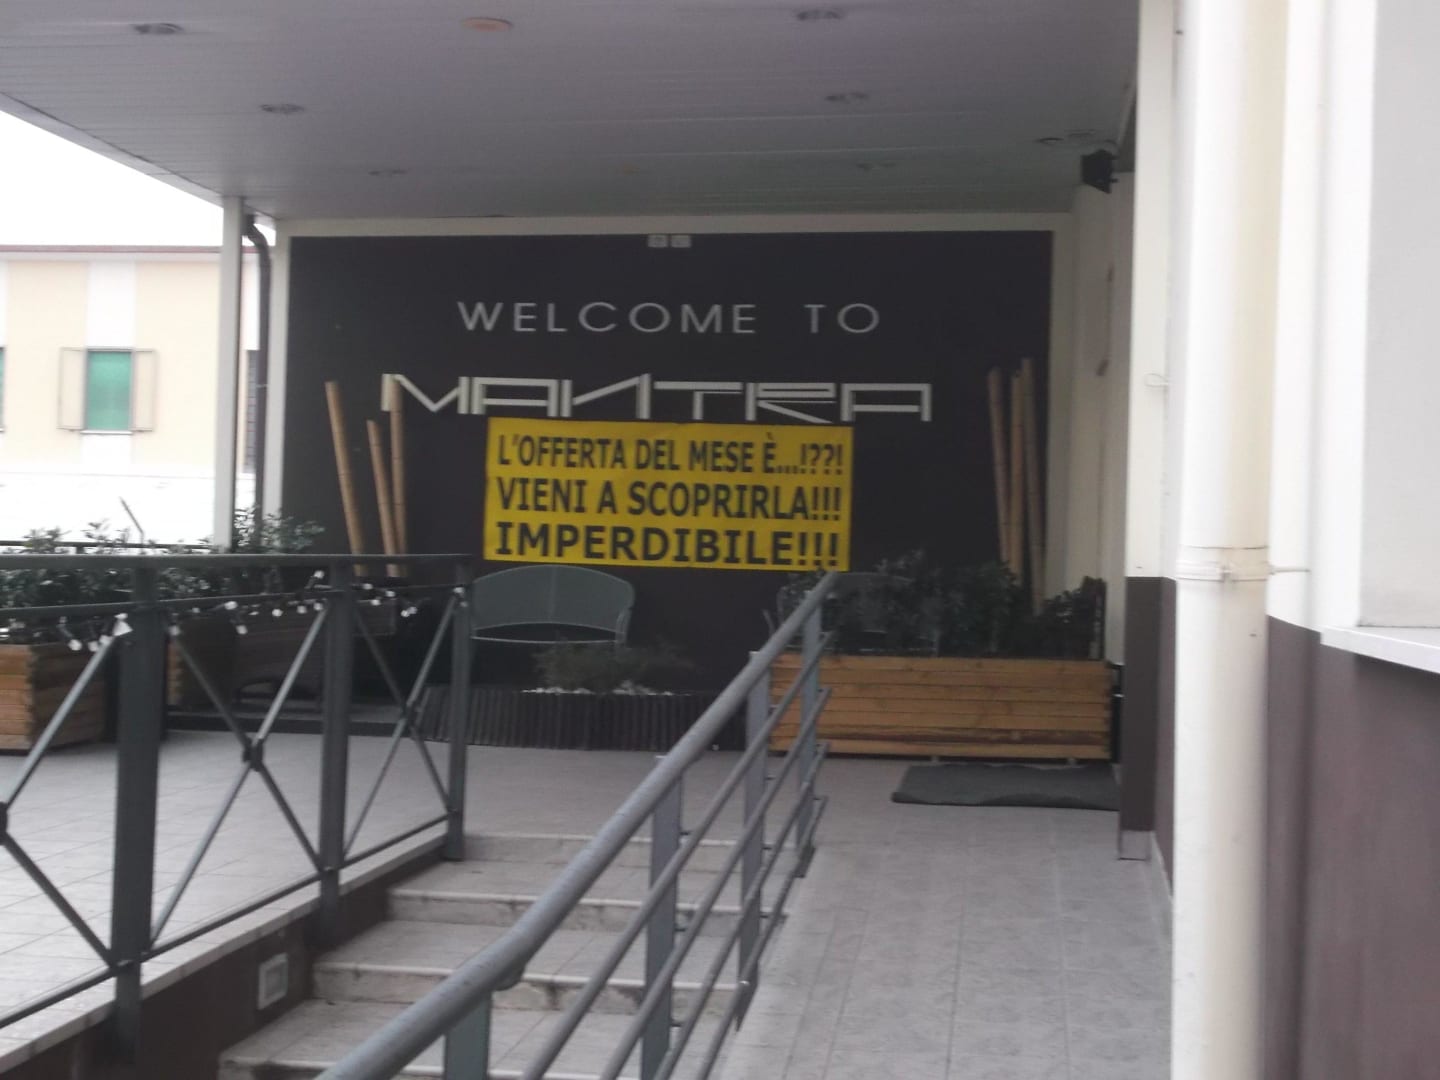 WELCOME TO
MANTRA
L'OFFERTA DEL MESE È...!??!
VIENI A SCOPRIRLA!!!
IMPERDIBILE!!!